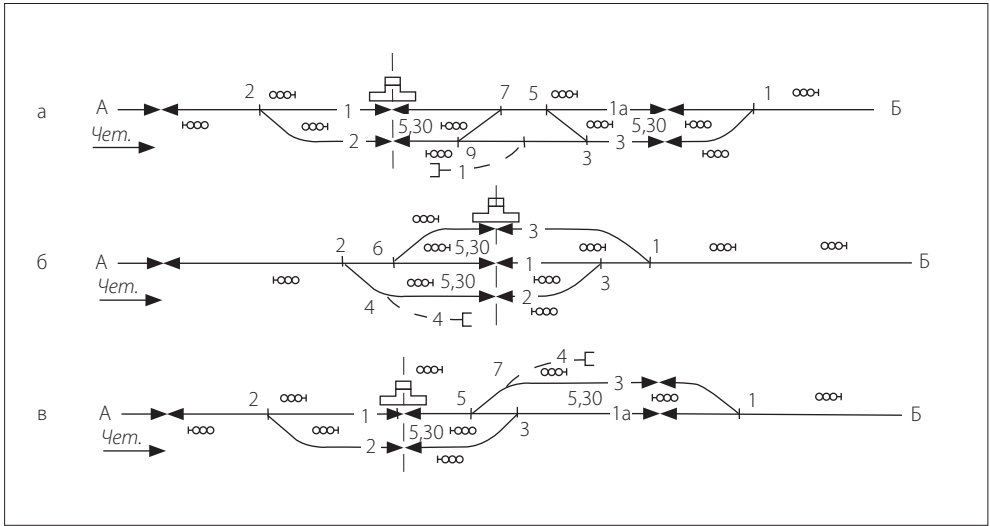 2 7 5 1
а А 1 1а Б
Чет. 5,30 5,30
2 9 3 3
1
3
2 6 5,30 1
б А 1 Б
Чет. 5,30 3
4 2
4
4
7
3
2 5 5,30 1
в А 1 1а Б
Чет. 5,30 3
2